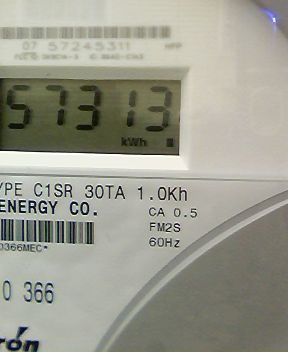 07 57245311
57313
kWh
YPE C1SR 30TA 1.0Kh
ENERGY CO.
CA 0.5
FM2S
60Hz
0366MEC*
0 366
rón